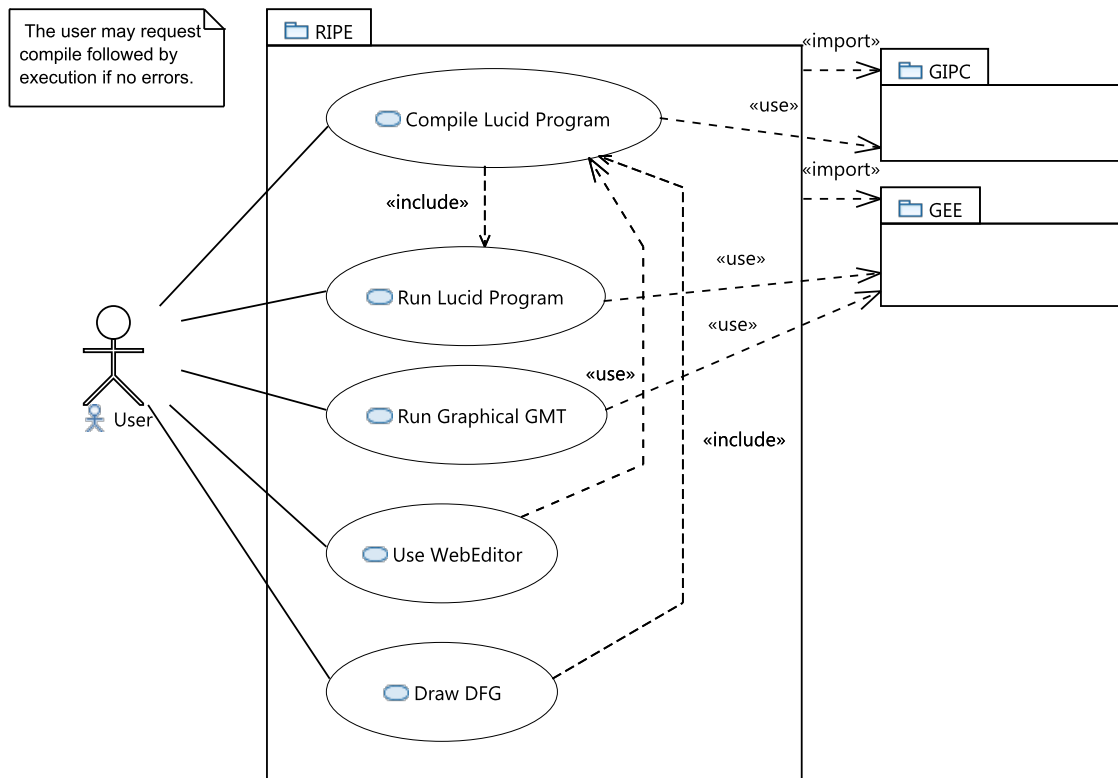 The user may request
compile followed by
execution if no errors.
RIPE
«import»
GIPC
«use»
Compile Lucid Program
«import»
«include»
GEE
«use»
Run Lucid Program
«use»
«use»
Run Graphical GMT
User
«include»
Use WebEditor
Draw DFG